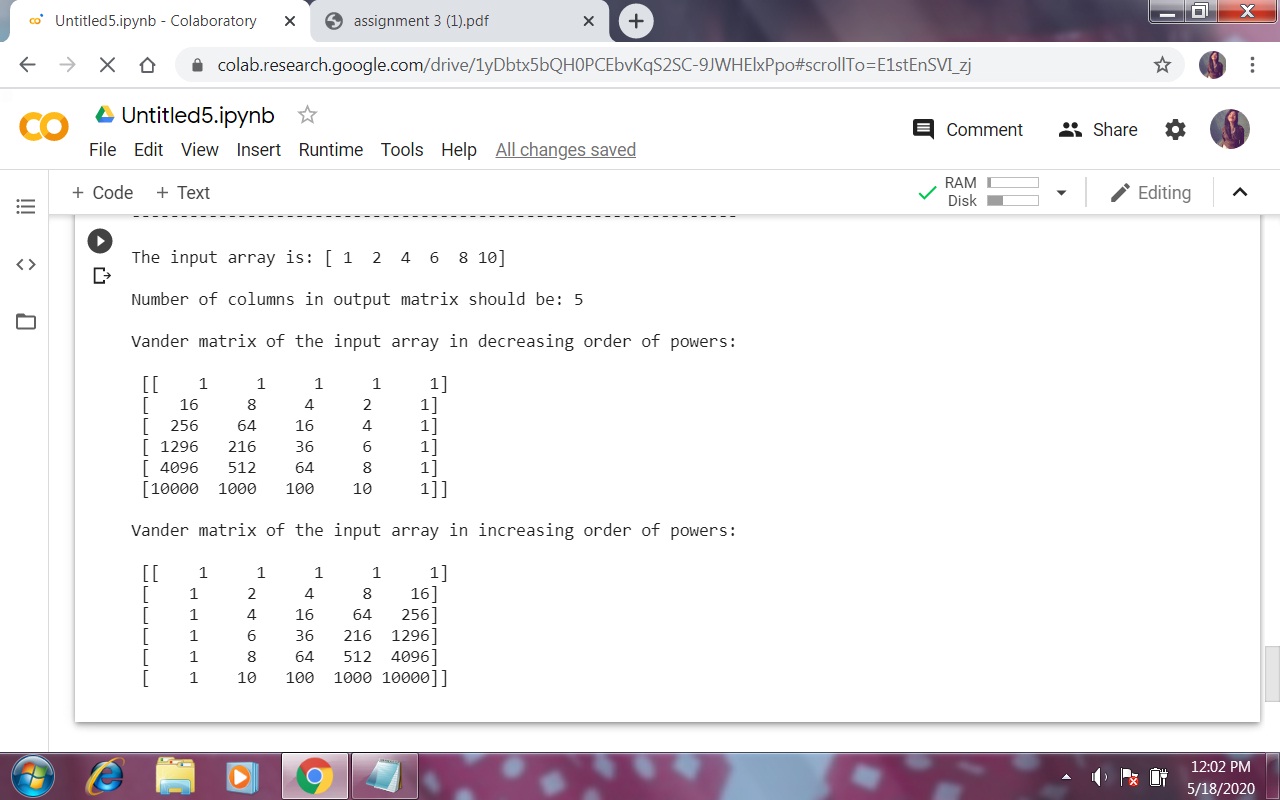 Untitled5.ipynb - Colaboratory
assignment 3 (1).pdf
colab.research.google.com/drive/1yDbtx5bQH0PCEbvKqS2SC-9JWHElxPpo#scrollTo=E1stEnSVI_zj
CO
Untitled5.ipynb
File Edit View Insert Runtime Tools Help All changes saved
Comment Share
+ Code + Text
RAM
Disk
Editing
----------------------------------------------------------------
The input array is: [ 1  2  4  6  8 10]
Number of columns in output matrix should be: 5
Vander matrix of the input array in decreasing order of powers:
[[    1     1     1     1     1]
[   16     8     4     2     1]
[  256    64    16     4     1]
[ 1296   216    36     6     1]
[ 4096   512    64     8     1]
[10000  1000   100    10     1]]
Vander matrix of the input array in increasing order of powers:
[[    1     1     1     1     1]
[    1     2     4     8    16]
[    1     4    16    64   256]
[    1     6    36   216  1296]
[    1     8    64   512  4096]
[    1    10   100  1000 10000]]
12:02 PM
5/18/2020